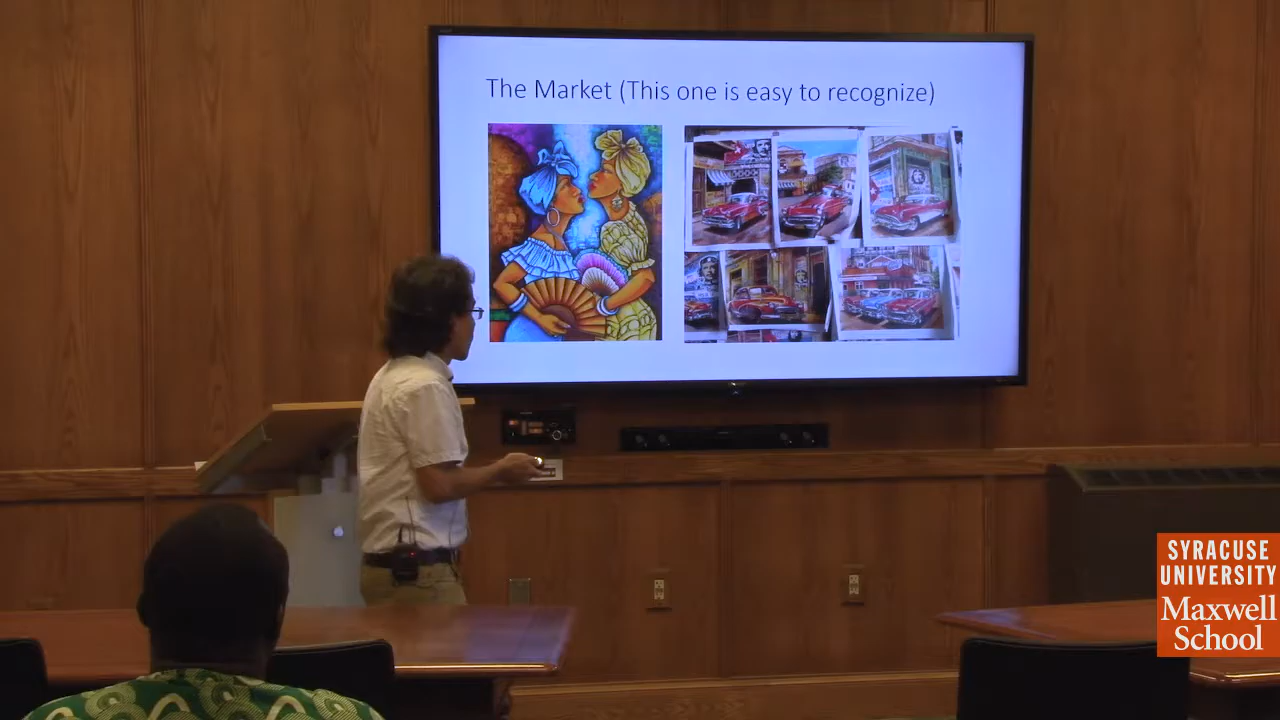 The Market (This one is easy to recognize)
SYRACUSE
UNIVERSITY
Maxwell
School